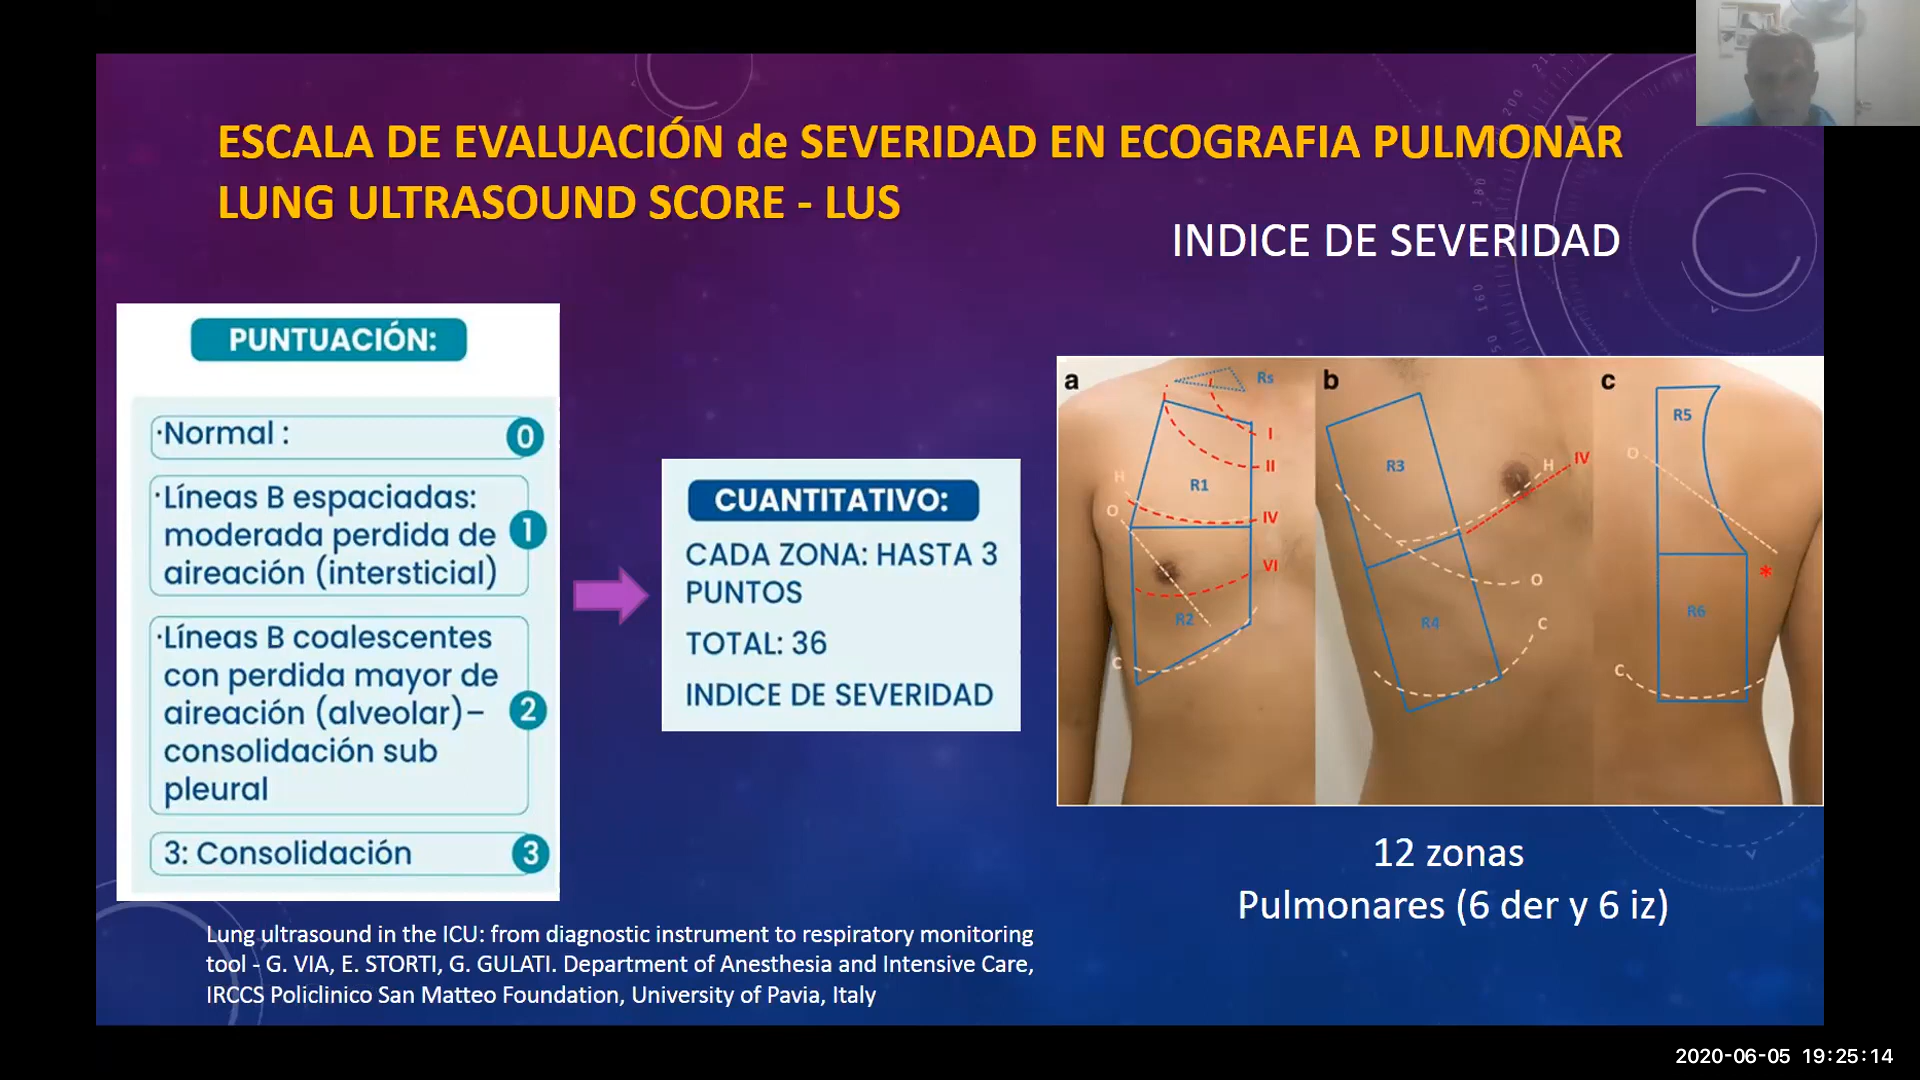 ESCALA DE EVALUACIÓN de SEVERIDAD EN ECOGRAFIA PULMONAR
LUNG ULTRASOUND SCORE - LUS
INDICE DE SEVERIDAD
PUNTUACIÓN:
·Normal : 0
·Líneas B espaciadas:
moderada perdida de
aireación (intersticial)
1
·Líneas B coalescentes
con perdida mayor de
aireación (alveolar)–
consolidación sub
pleural
2
3: Consolidación 3
CUANTITATIVO:
CADA ZONA: HASTA 3
PUNTOS
TOTAL: 36
INDICE DE SEVERIDAD
a
Rs
I
II
H
R1
O
IV
VI
R2
C
b
R3
H
IV
O
R4
C
c
R5
O
*
R6
C
12 zonas
Pulmonares (6 der y 6 iz)
Lung ultrasound in the ICU: from diagnostic instrument to respiratory monitoring
tool - G. VIA, E. STORTI, G. GULATI. Department of Anesthesia and Intensive Care,
IRCCS Policlinico San Matteo Foundation, University of Pavia, Italy
2020-06-05 19:25:14